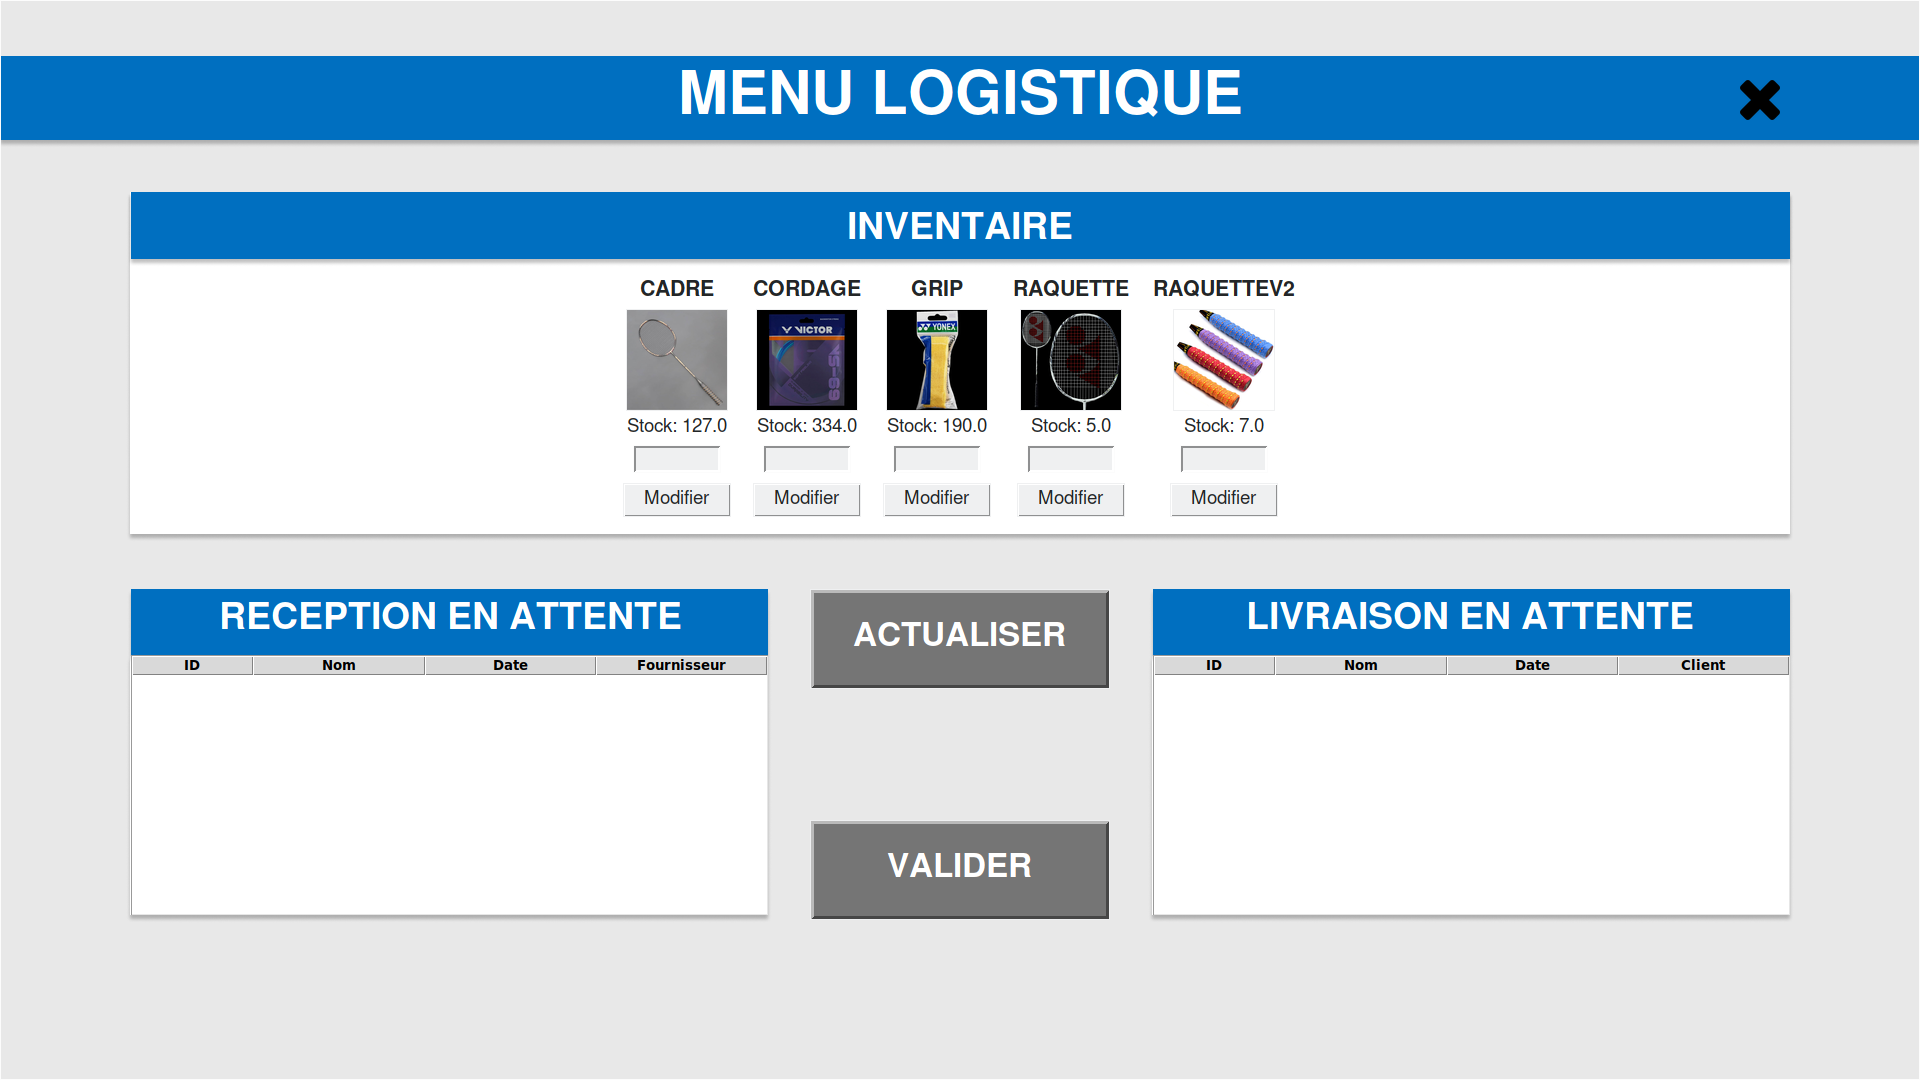 MENU LOGISTIQUE
INVENTAIRE
CADRE CORDAGE GRIP RAQUETTE RAQUETTEV2
VICTOR
YONEX
Stock: 127.0 Stock: 334.0 Stock: 190.0 Stock: 5.0 Stock: 7.0
Modifier Modifier Modifier Modifier Modifier
RECEPTION EN ATTENTE
ID Nom Date Fournisseur
ACTUALISER
VALIDER
LIVRAISON EN ATTENTE
ID Nom Date Client